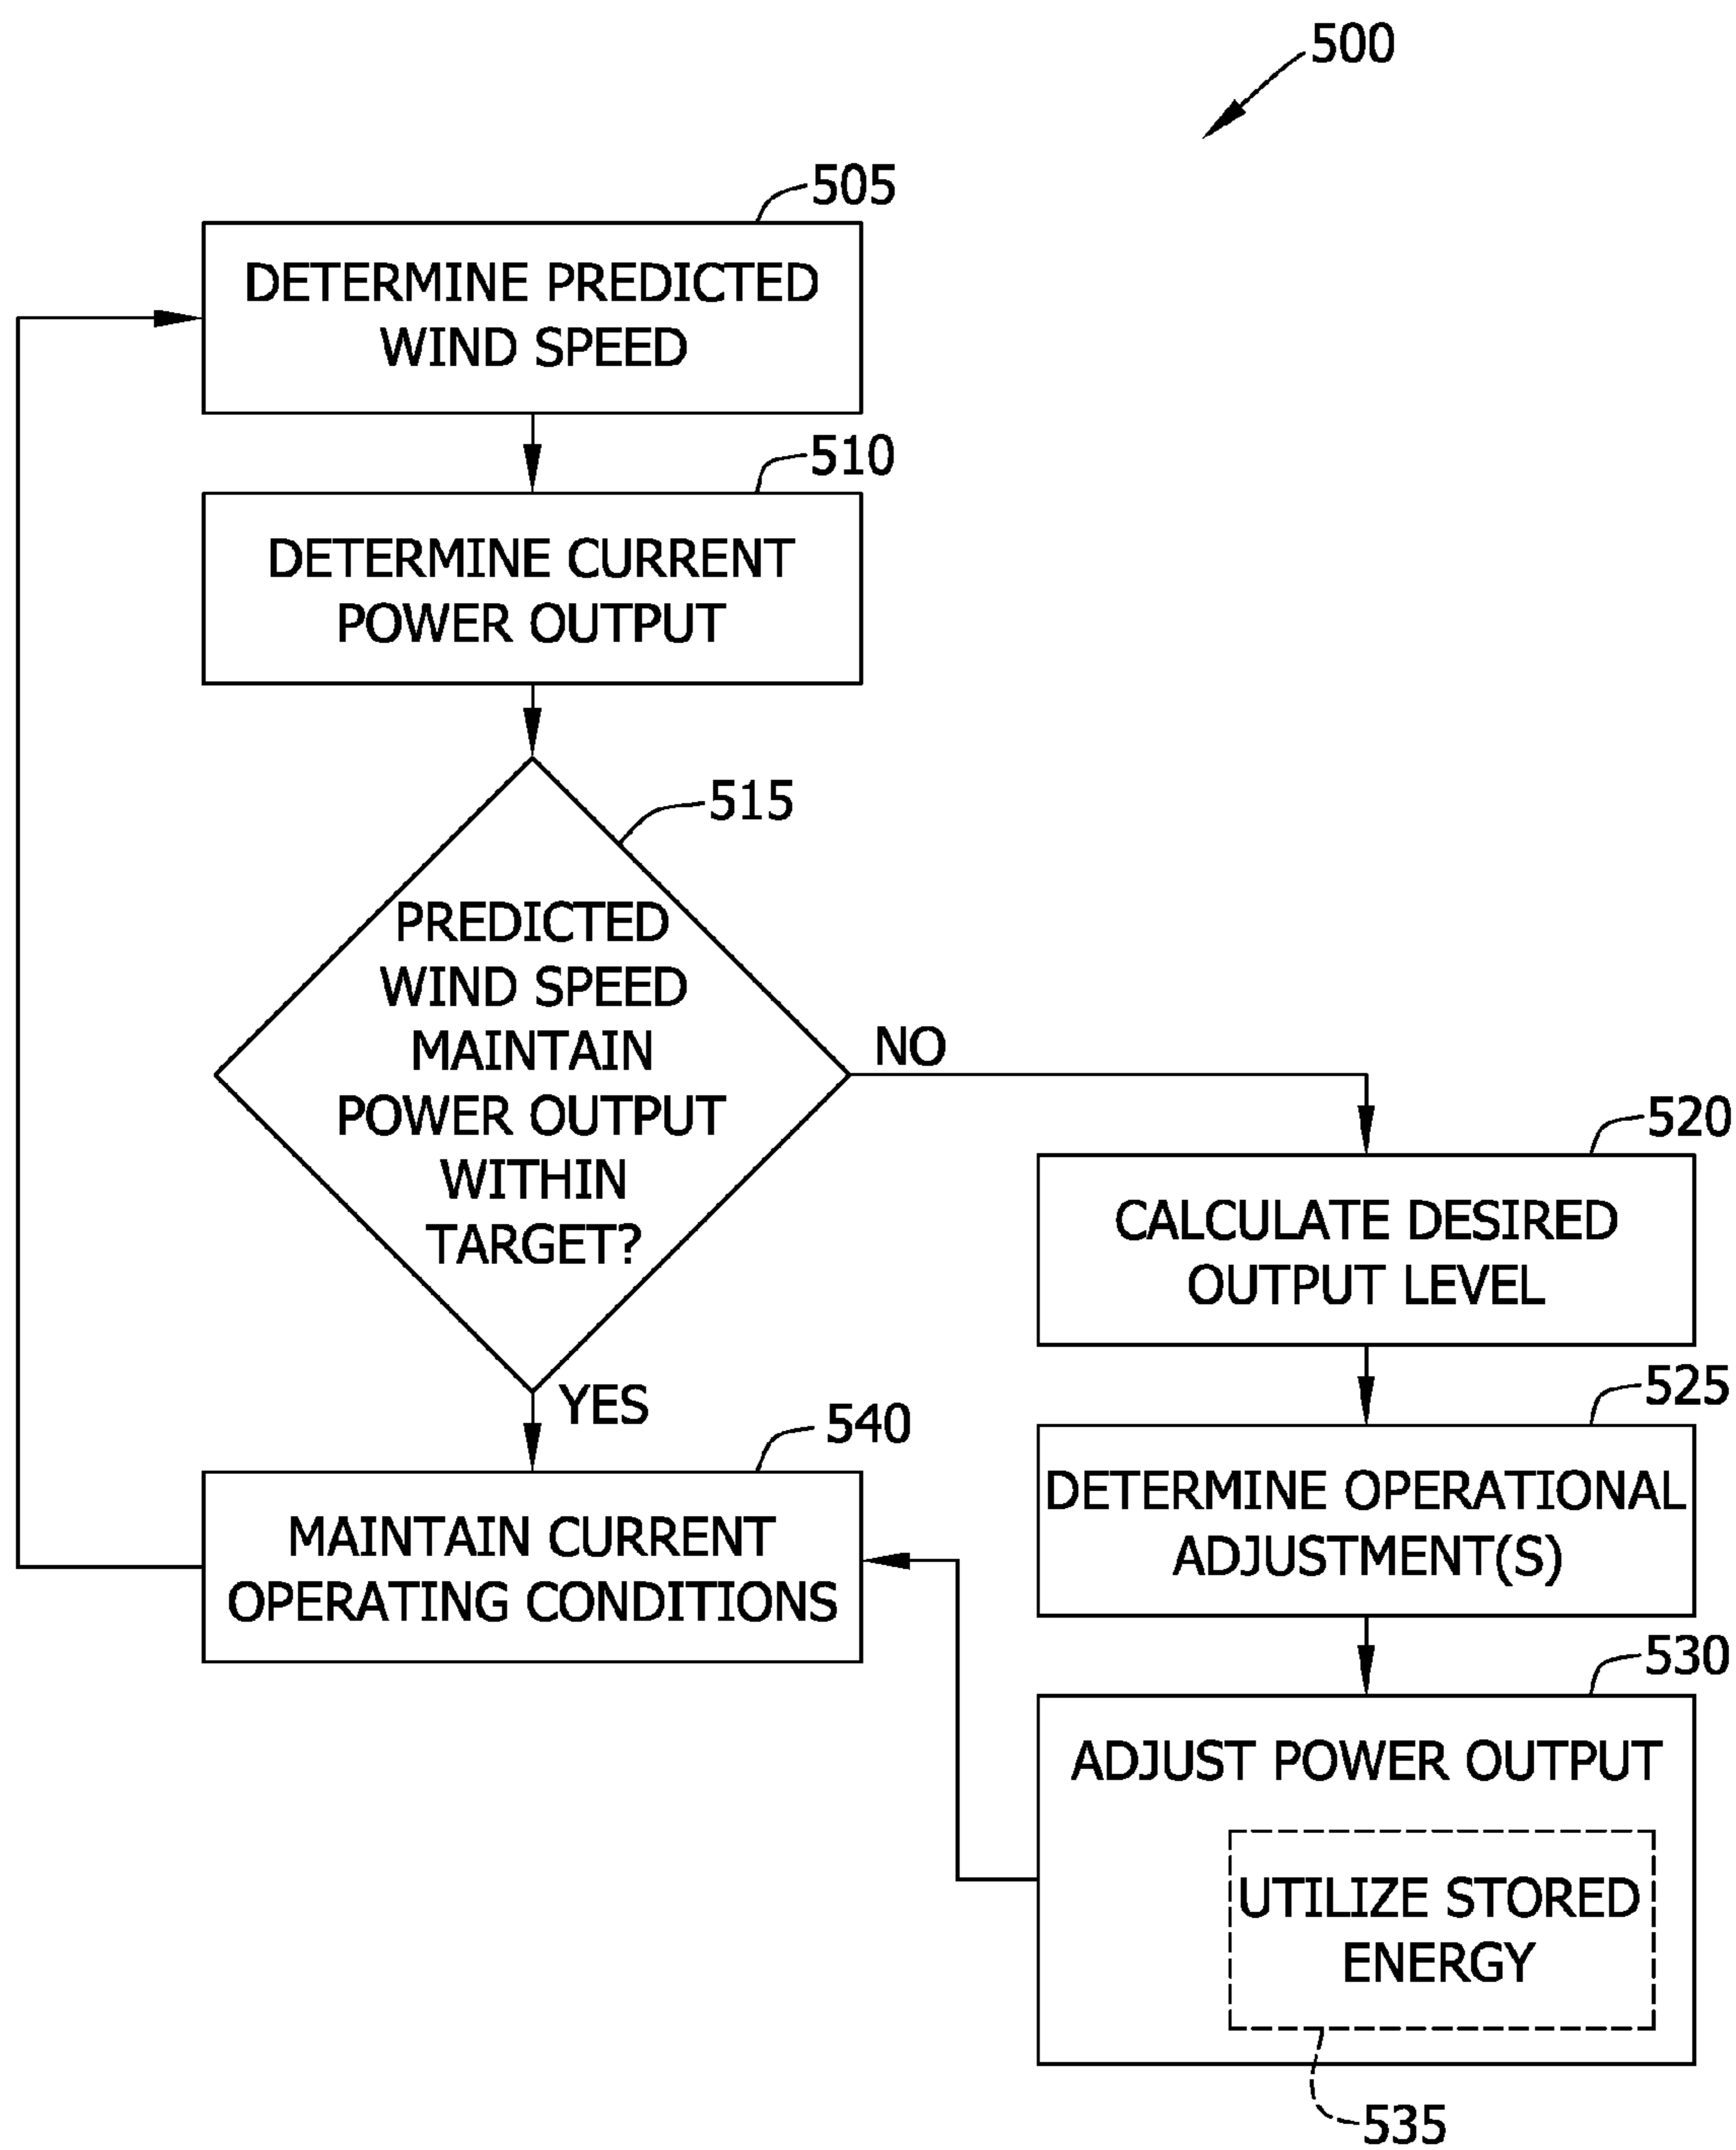 500
505
DETERMINE PREDICTED
WIND SPEED
510
DETERMINE CURRENT
POWER OUTPUT
515
PREDICTED
WIND SPEED
MAINTAIN
POWER OUTPUT
WITHIN
TARGET?
NO
YES
520
CALCULATE DESIRED
OUTPUT LEVEL
525
DETERMINE OPERATIONAL
ADJUSTMENT(S)
530
ADJUST POWER OUTPUT
UTILIZE STORED
ENERGY
535
540
MAINTAIN CURRENT
OPERATING CONDITIONS